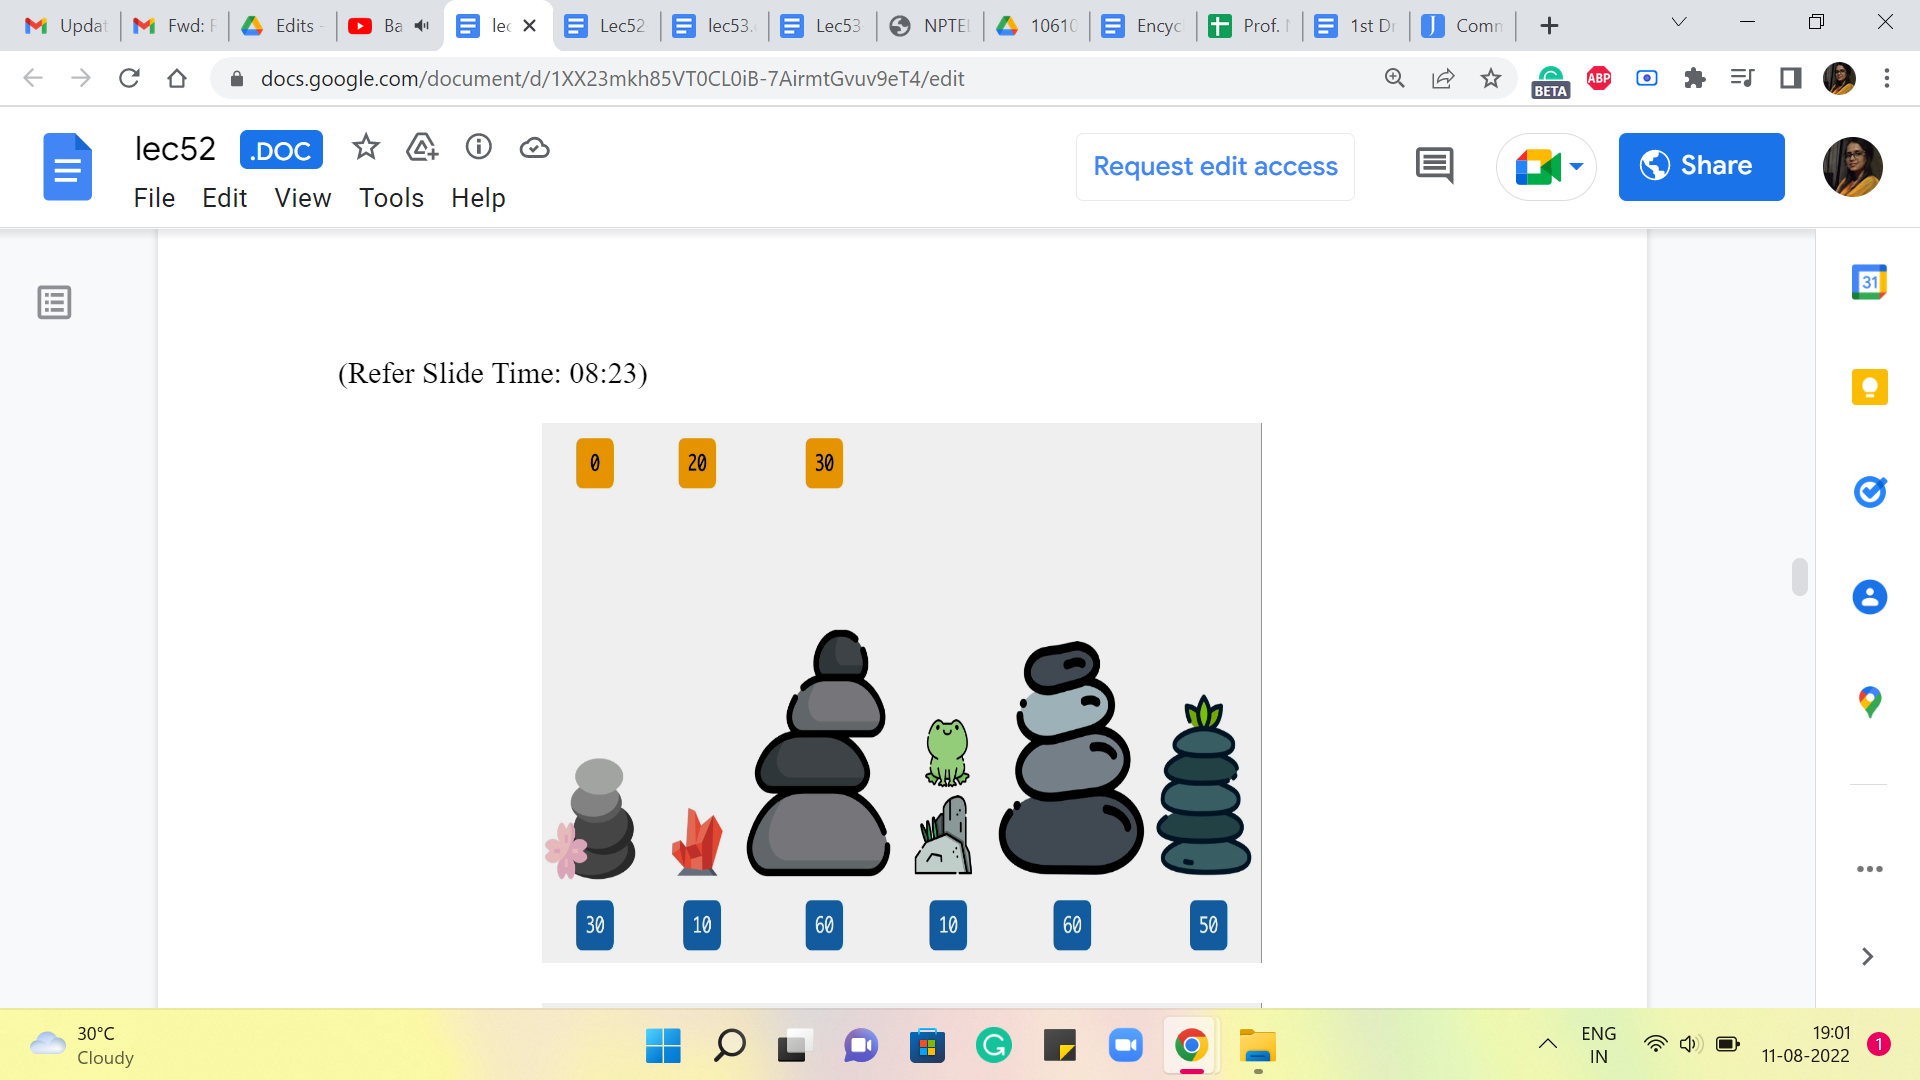 Updat
Fwd: F
Edits -
Ba
lec
Lec52
lec53.
Lec53
NPTEL
10610
Encyc
Prof.
1st Dr
Comm
docs.google.com/document/d/1XX23mkh85VT0CL0iB-7AirmtGvuv9eT4/edit
ABP
BETA
lec52
.DOC
File
Edit
View
Tools
Help
Request edit access
Share
31
(Refer Slide Time: 08:23)
0
20
30
30
10
60
10
60
50
30°C
Cloudy
ENG
IN
19:01
11-08-2022
1